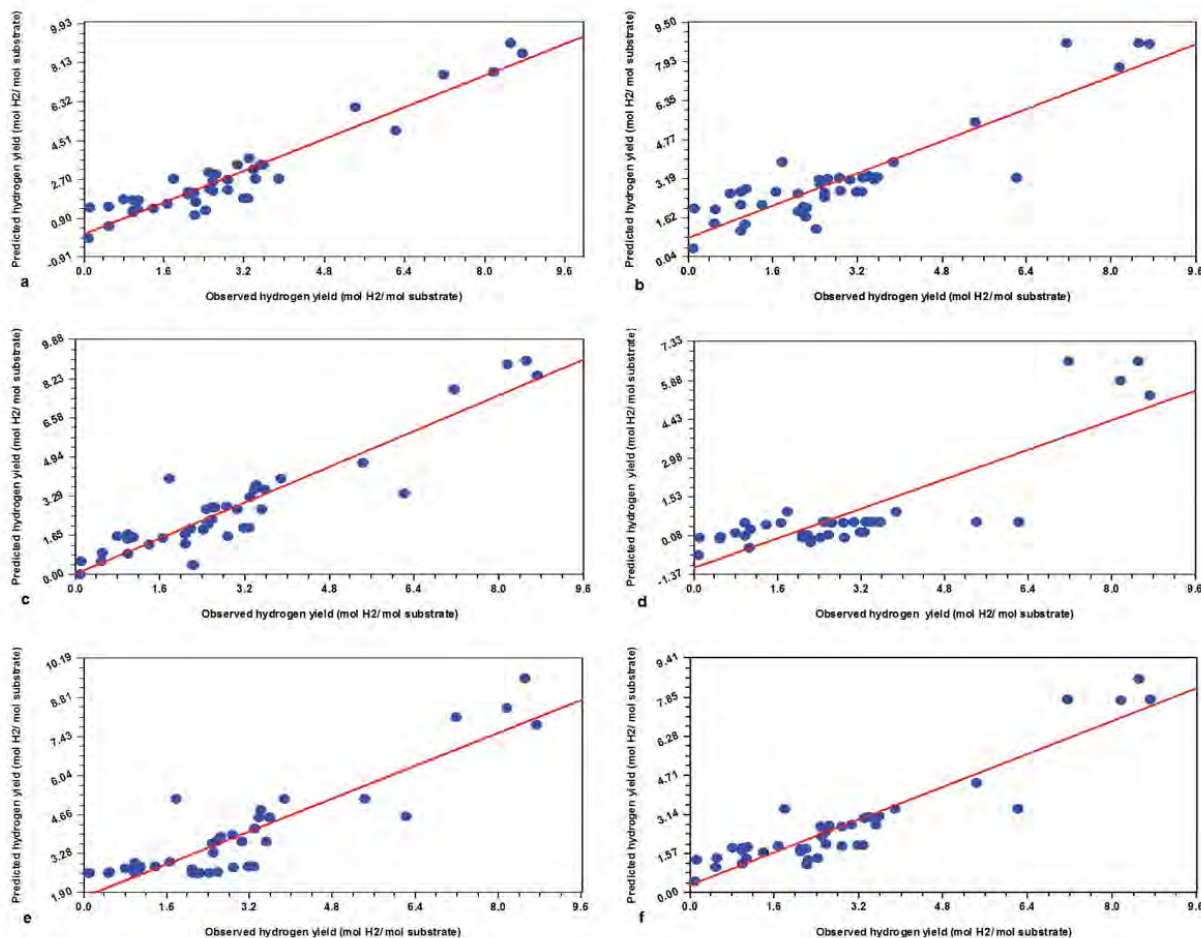 9.93
8.13
6.32
4.51
2.70
0.90
-0.91
Predicted hydrogen yield (mol H2/ mol substrate)
0.0 1.6 3.2 4.8 6.4 8.0 9.6
a
Observed hydrogen yield (mol H2/ mol substrate)
9.50
7.93
6.35
4.77
3.19
1.62
0.04
Predicted hydrogen yield (mol H2/ mol substrate)
0.0 1.6 3.2 4.8 6.4 8.0 9.6
b
Observed hydrogen yield (mol H2/ mol substrate)
9.88
8.23
6.58
4.94
3.29
1.65
0.00
Predicted hydrogen yield (mol H2/ mol substrate)
0.0 1.6 3.2 4.8 6.4 8.0 9.6
c
Observed hydrogen yield (mol H2/ mol substrate)
7.33
5.88
4.43
2.98
1.53
0.08
-1.37
Predicted hydrogen yield (mol H2/ mol substrate)
0.0 1.6 3.2 4.8 6.4 8.0 9.6
d
Observed hydrogen yield (mol H2/ mol substrate)
10.19
8.81
7.43
6.04
4.66
3.28
1.90
Predicted hydrogen yield (mol H2/ mol substrate)
0.0 1.6 3.2 4.8 6.4 8.0 9.6
e
Observed hydrogen yield (mol H2/ mol substrate)
9.41
7.85
6.28
4.71
3.14
1.57
0.00
Predicted hydrogen yield (mol H2/ mol substrate)
0.0 1.6 3.2 4.8 6.4 8.0 9.6
f
Observed hydrogen yield (mol H2/ mol substrate)